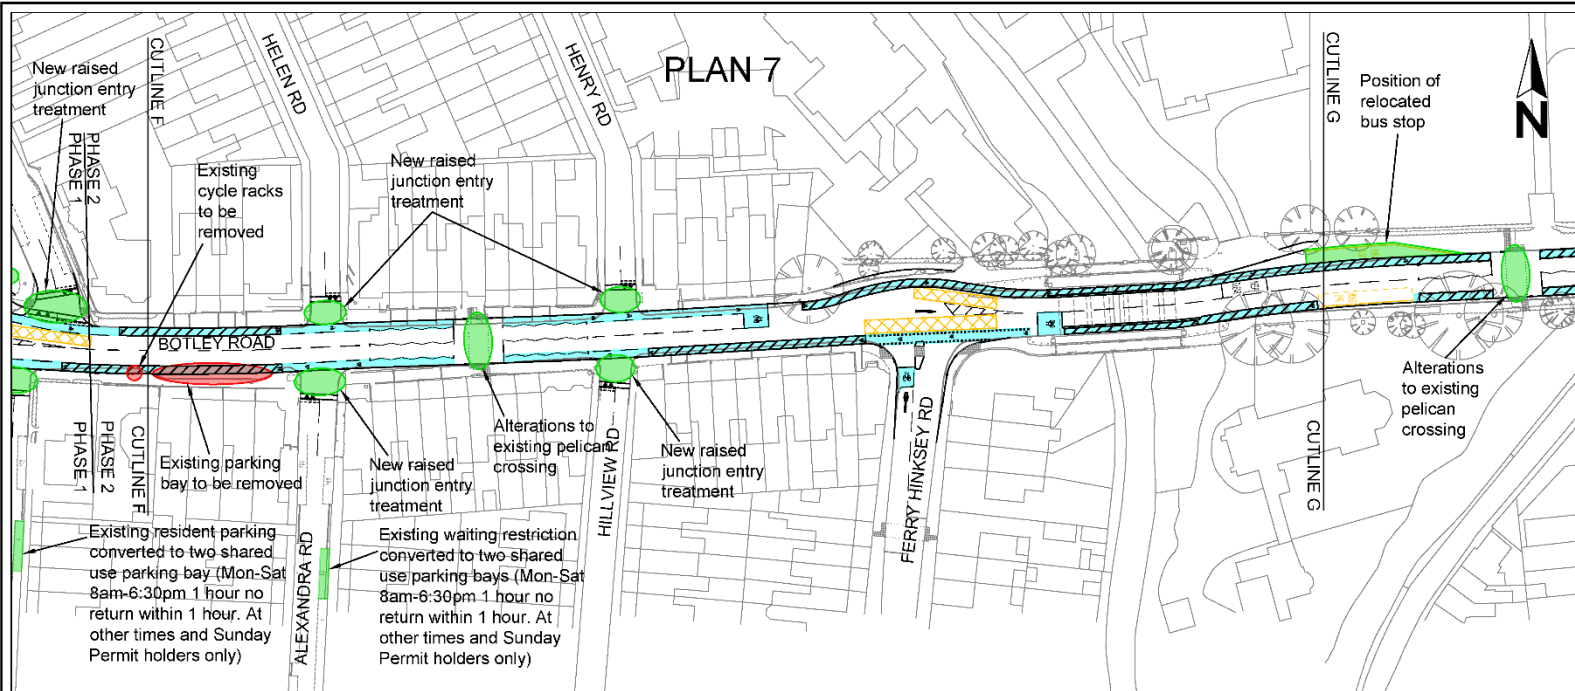 PLAN 7
New raised
junction entry
treatment
CUTLINE F
HELEN RD
HENRY RD
CUTLINE G
Position of
relocated
bus stop
N
PHASE 2
PHASE 1
Existing
cycle racks
to be
removed
New raised
junction entry
treatment
BOTLEY ROAD
PHASE 1
PHASE 2
CUTLINE F
Existing parking
bay to be removed
New raised
junction entry
treatment
Alterations to
existing pelican
crossing
HILLVIEW RD
New raised
junction entry
treatment
FERRY HINKSEY RD
CUTLINE G
Alterations
to existing
pelican
crossing
Existing resident parking
converted to two shared
use parking bay (Mon-Sat
8am-6:30pm 1 hour no
return within 1 hour. At
other times and Sunday
Permit holders only)
ALEXANDRA RD
Existing waiting restriction
converted to two shared
use parking bays (Mon-Sat
8am-6:30pm 1 hour no
return within 1 hour. At
other times and Sunday
Permit holders only)